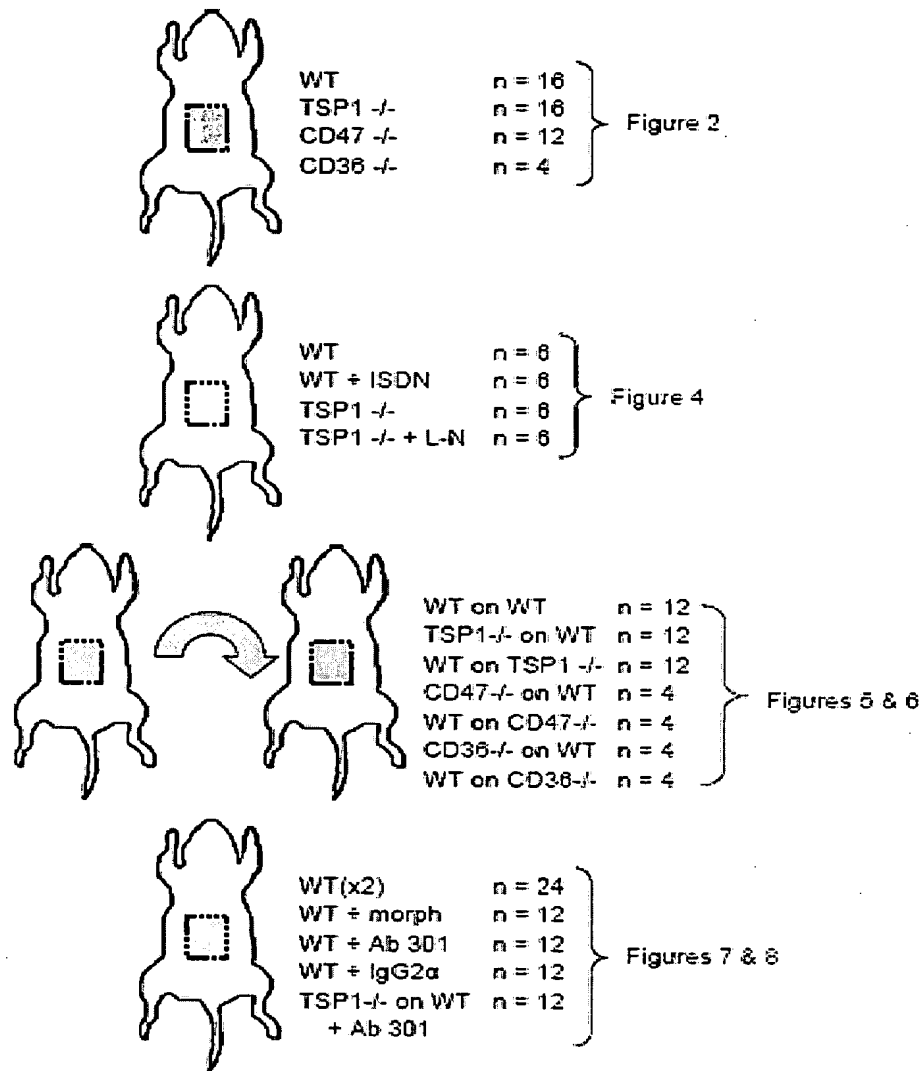 WT n = 16
TSP1 -/- n = 16
CD47 -/- n = 12
CD36 -/- n = 4
Figure 2
WT n = 6
WT + ISDN n = 6
TSP1 -/- n = 6
TSP1 -/- + L-N n = 6
Figure 4
WT on WT n = 12
TSP1-/- on WT n = 12
WT on TSP1 -/- n = 12
CD47-/- on WT n = 4
WT on CD47-/- n = 4
CD36-/- on WT n = 4
WT on CD36-/- n = 4
Figures 5 & 6
WT(x2) n = 24
WT + morph n = 12
WT + Ab 301 n = 12
WT + IgG2α n = 12
TSP1-/- on WT n = 12
+ Ab 301
Figures 7 & 8